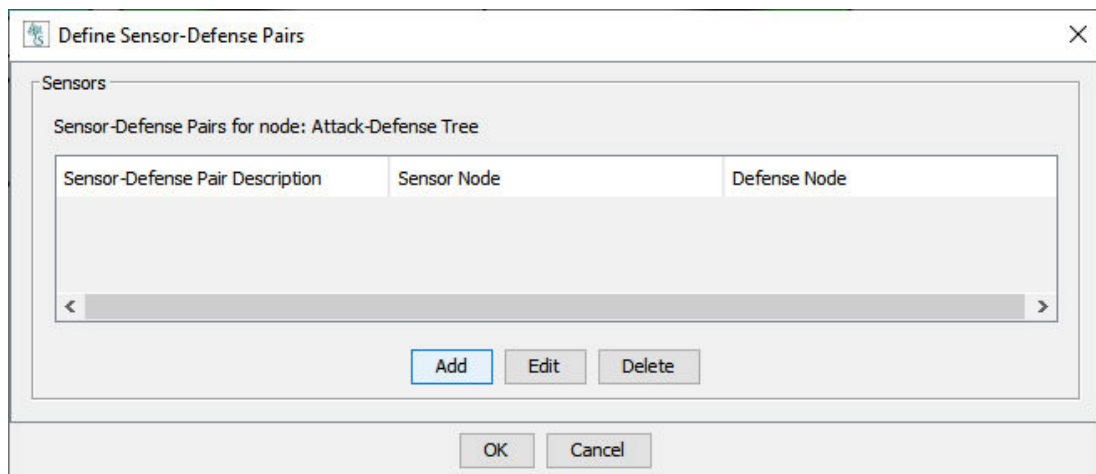 Define Sensor-Defense Pairs
Sensors
Sensor-Defense Pairs for node: Attack-Defense Tree
Sensor-Defense Pair Description Sensor Node Defense Node
Add Edit Delete
OK Cancel